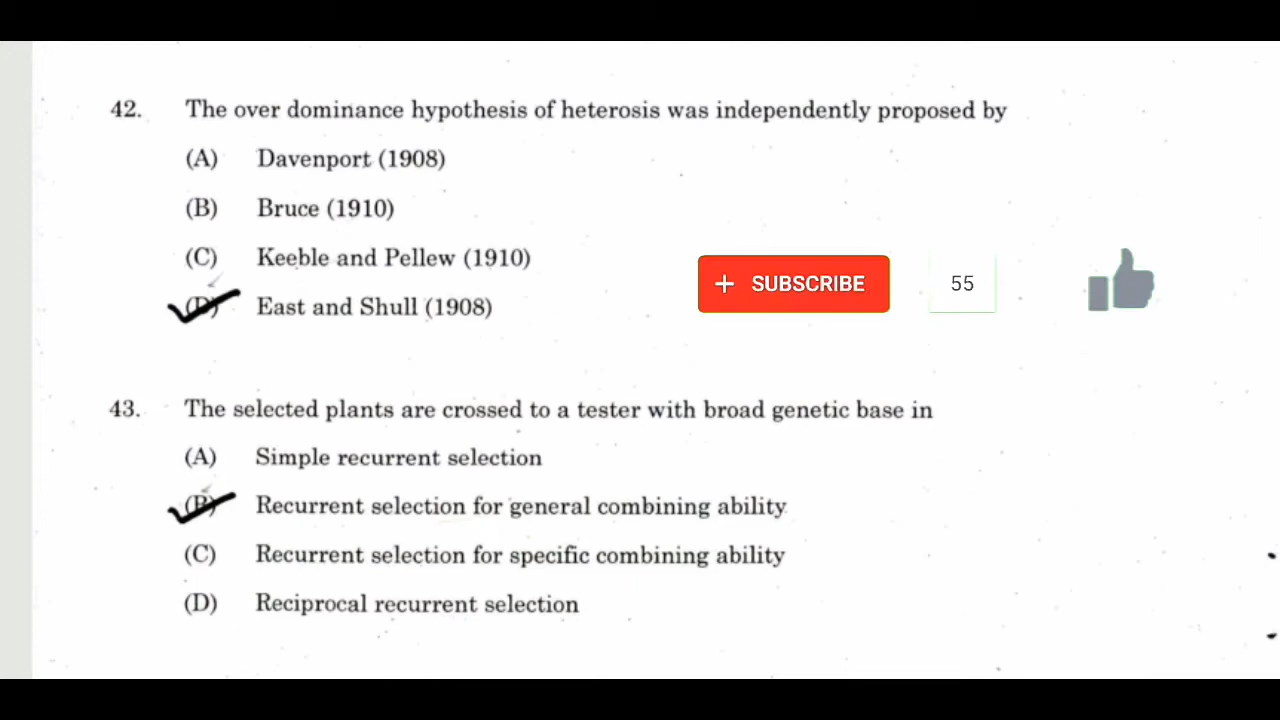 42. The over dominance hypothesis of heterosis was independently proposed by
(A) Davenport (1908)
(B) Bruce (1910)
(C) Keeble and Pellew (1910)
(D) East and Shull (1908)
+ SUBSCRIBE 55
43. The selected plants are crossed to a tester with broad genetic base in
(A) Simple recurrent selection
(B) Recurrent selection for general combining ability
(C) Recurrent selection for specific combining ability
(D) Reciprocal recurrent selection